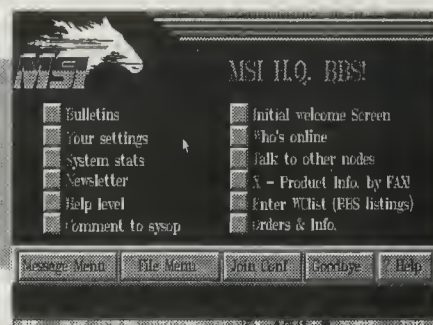 MSI
MSI H.Q. BBS!
Bulletins
Your settings
System stats
Newsletter
Help level
Comment to sysop
Initial welcome Screen
Who's online
Talk to other nodes
X - Product Info. by FAX!
Enter WClist (BBS listings)
Orders & Info.
Message Menu
File Menu
Join Conf
Goodbye
? Help